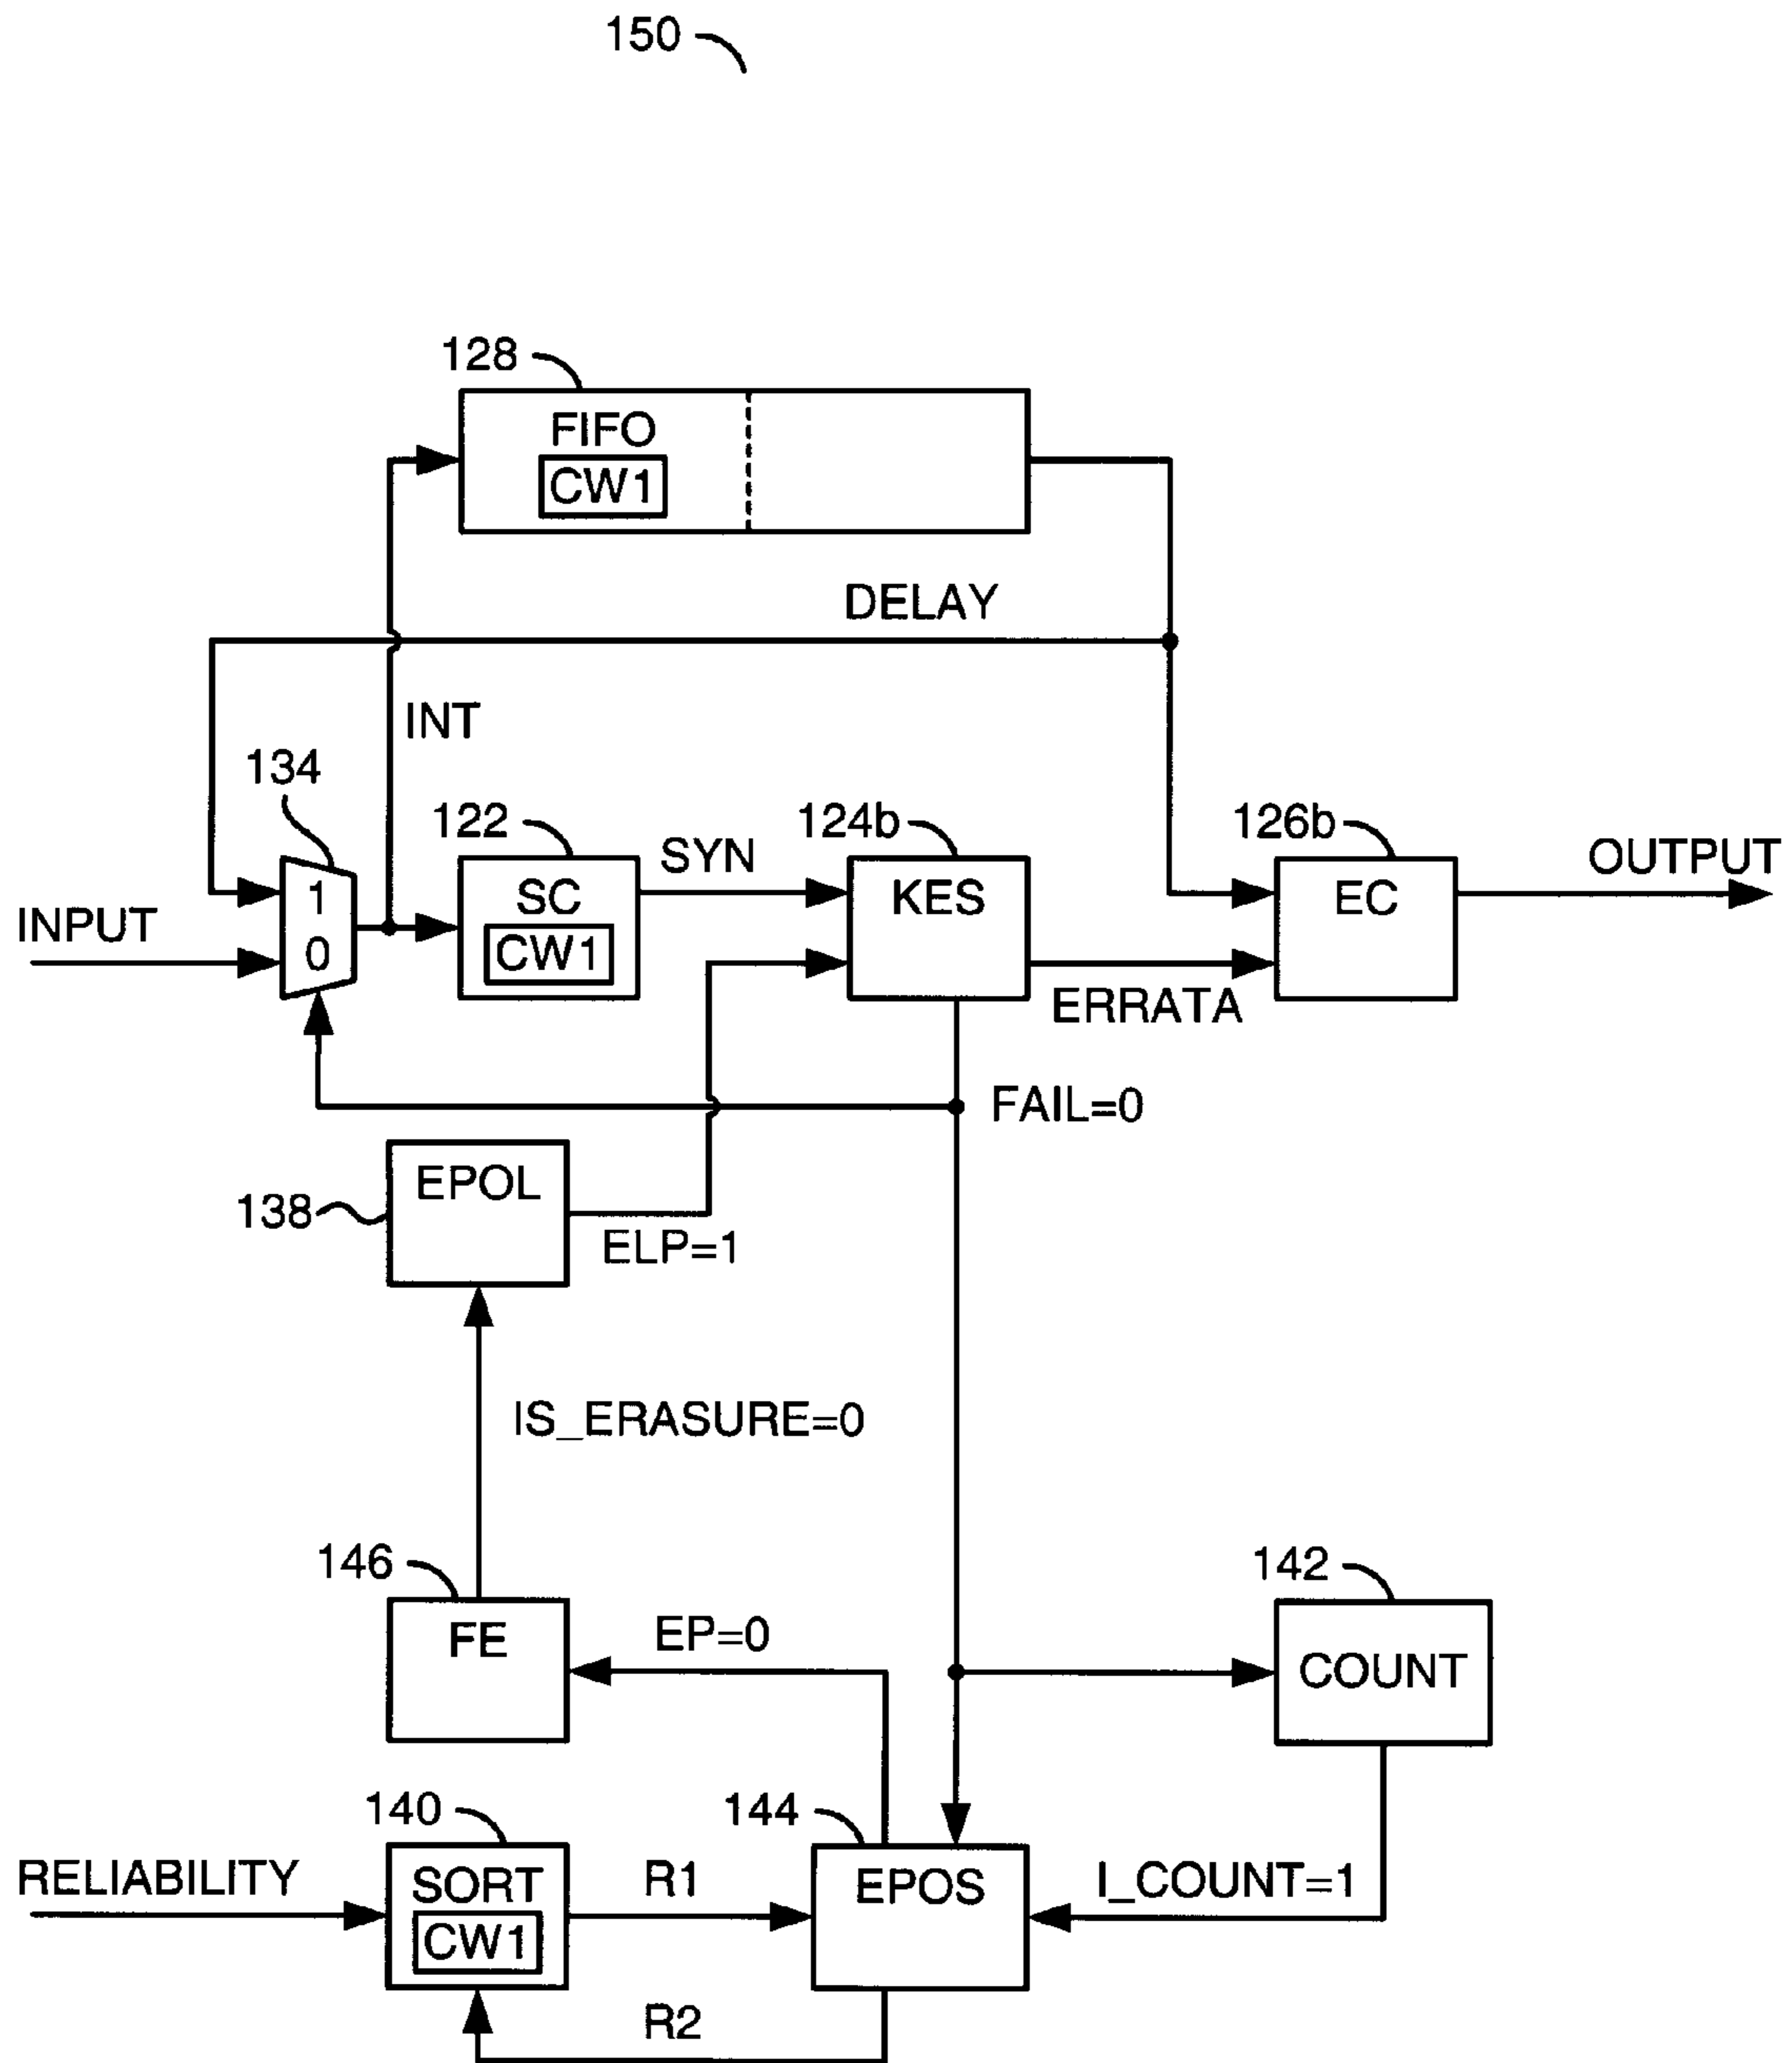 150
128
FIFO
CW1
DELAY
INT
134
122
SYN
124b
126b
OUTPUT
1
SC
KES
EC
INPUT
0
CW1
ERRATA
FAIL=0
EPOL
138
ELP=1
IS_ERASURE=0
146
142
FE
EP=0
COUNT
140
144
RELIABILITY
SORT
R1
EPOS
I_COUNT=1
CW1
R2